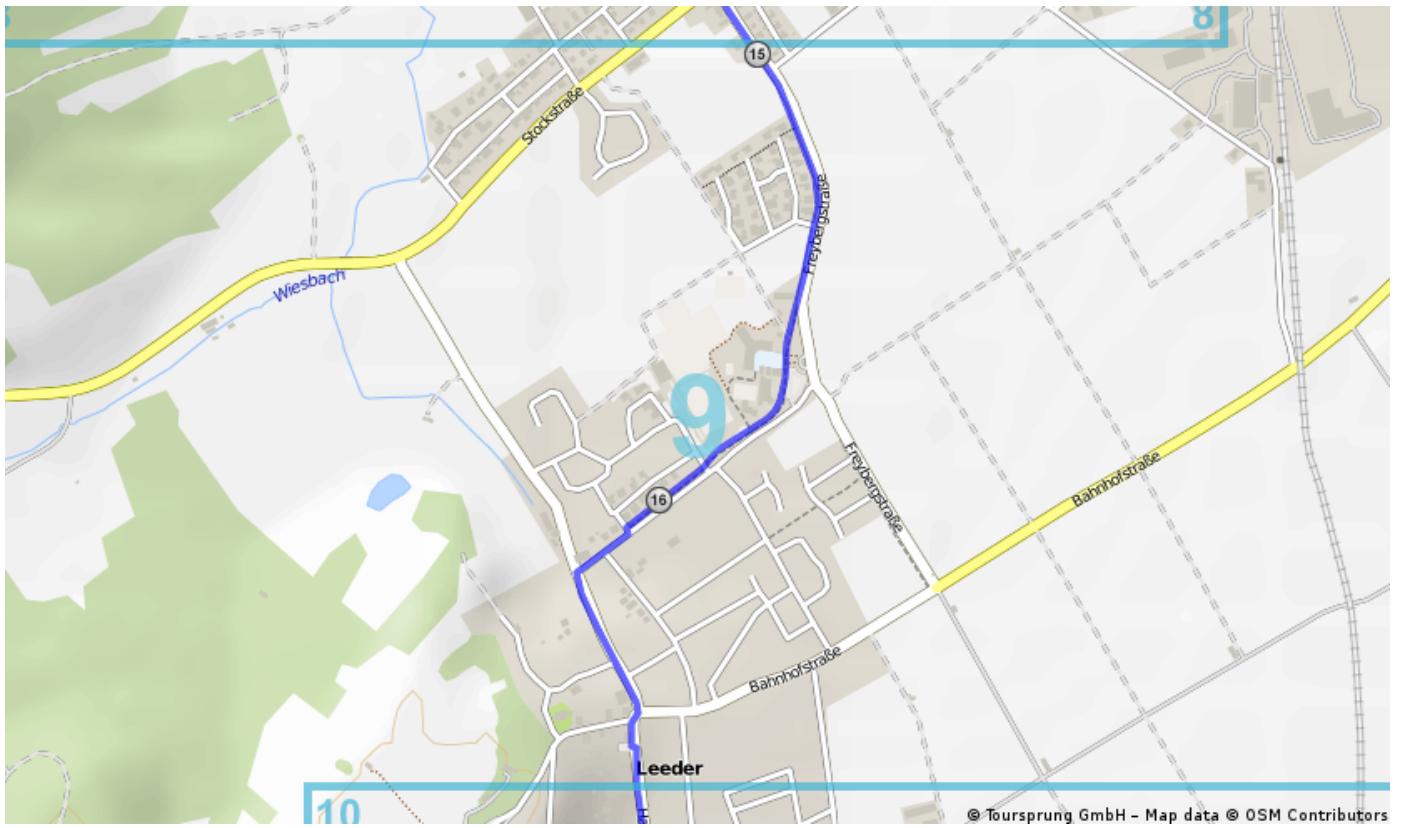 8
15
Stockstraße
Freybergstraße
Wiesbach
9
Freybergstraße
Bahnhofstraße
16
Bahnhofstraße
Leeder
10
© Toursprung GmbH – Map data © OSM Contributors